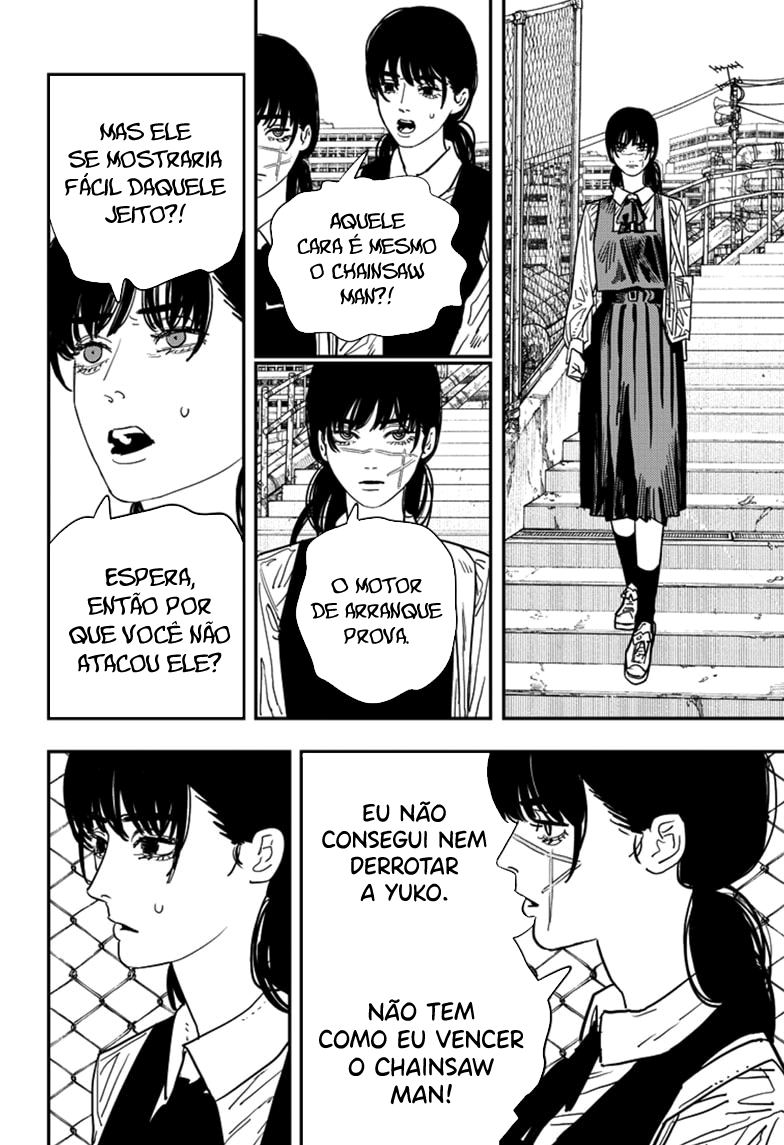 AQUELE
CARA É MESMO
O CHAINSAW
MAN?!
O MOTOR
DE ARRANQUE
PROVA.
MAS ELE
SE MOSTRARIA
FÁCIL DAQUELE
JEITO?!
ESPERA,
ENTÃO POR
QUE VOCÊ NÃO
ATACOU ELE?
EU NÃO
CONSEGUI NEM
DERROTAR
A YUKO.
NÃO TEM
COMO EU VENCER
O CHAINSAW
MAN!